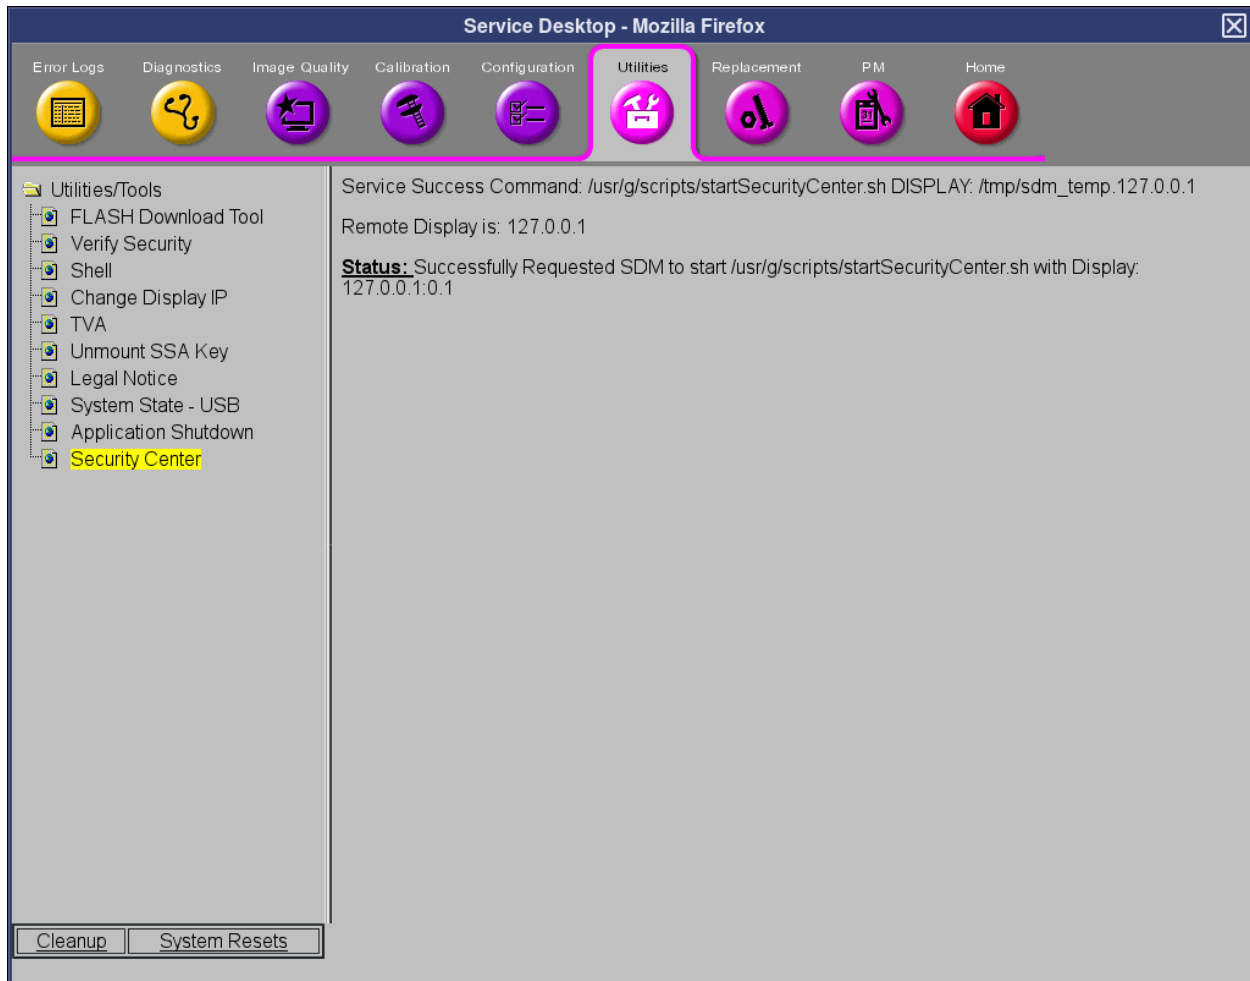 Service Desktop - Mozilla Firefox
Error Logs
Diagnostics
Image Quality
Calibration
Configuration
Utilities
Replacement
PM
Home
31
Utilities/Tools
FLASH Download Tool
Verify Security
Shell
Change Display IP
TVA
Unmount SSA Key
Legal Notice
System State - USB
Application Shutdown
Security Center
Service Success Command: /usr/g/scripts/startSecurityCenter.sh DISPLAY: /tmp/sdm_temp.127.0.0.1
Remote Display is: 127.0.0.1
Status: Successfully Requested SDM to start /usr/g/scripts/startSecurityCenter.sh with Display:
127.0.0.1:0.1
Cleanup
System Resets